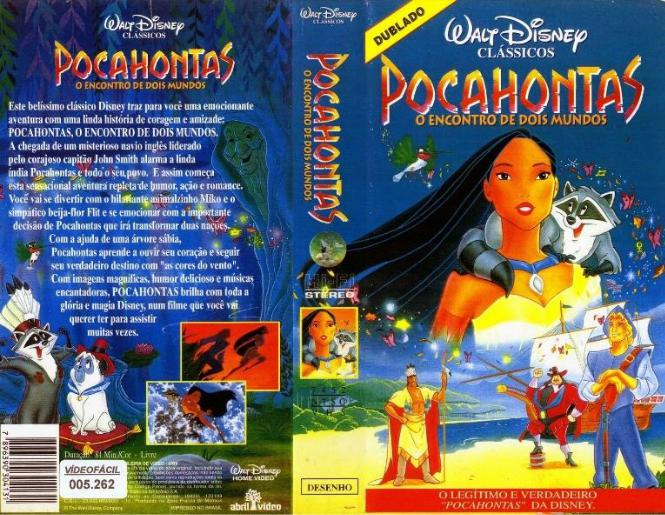 WALT DISNEY
CLÁSSICOS
POCAHONTAS
O ENCONTRO DE DOIS MUNDOS
Este belíssimo clássico Disney traz para você uma emocionante
aventura com uma linda história de coragem e amizade:
POCAHONTAS, O ENCONTRO DE DOIS MUNDOS.
A chegada de um misterioso navio inglês liderado
pelo corajoso capitão John Smith alarma a linda
índia Pocahontas e todo o seu povo. E assim começa
esta sensacional aventura repleta de humor, ação e romance.
Você vai se divertir com o hilariante animalzinho Miko e o
simpático beija-flor Flit e se emocionar com a importante
decisão de Pocahontas que irá transformar duas nações.
Com a ajuda de uma árvore sábia,
Pocahontas aprende a ouvir seu coração e seguir
seu verdadeiro destino com "as cores do vento".
Com imagens magníficas, humor delicioso e músicas
encantadoras, POCAHONTAS brilha com toda a
glória e magia Disney, num filme que você vai
querer ter para assistir
muitas vezes.
Duração: 81 Min./Cor - Livre
VÍDEOFÁCIL
005.262
© The Walt Disney Company.
WALT DISNEY
HOME VIDEO
abril vídeo
IMPRESSO NO BRASIL
WALT DISNEY
CLÁSSICOS
POCAHONTAS
O ENCONTRO DE DOIS MUNDOS
HI-FI
STEREO
DESENHO
DUBLADO
WALT DISNEY
CLÁSSICOS
POCAHONTAS
O ENCONTRO DE DOIS MUNDOS
O LEGÍTIMO E VERDADEIRO
"POCAHONTAS" DA DISNEY.